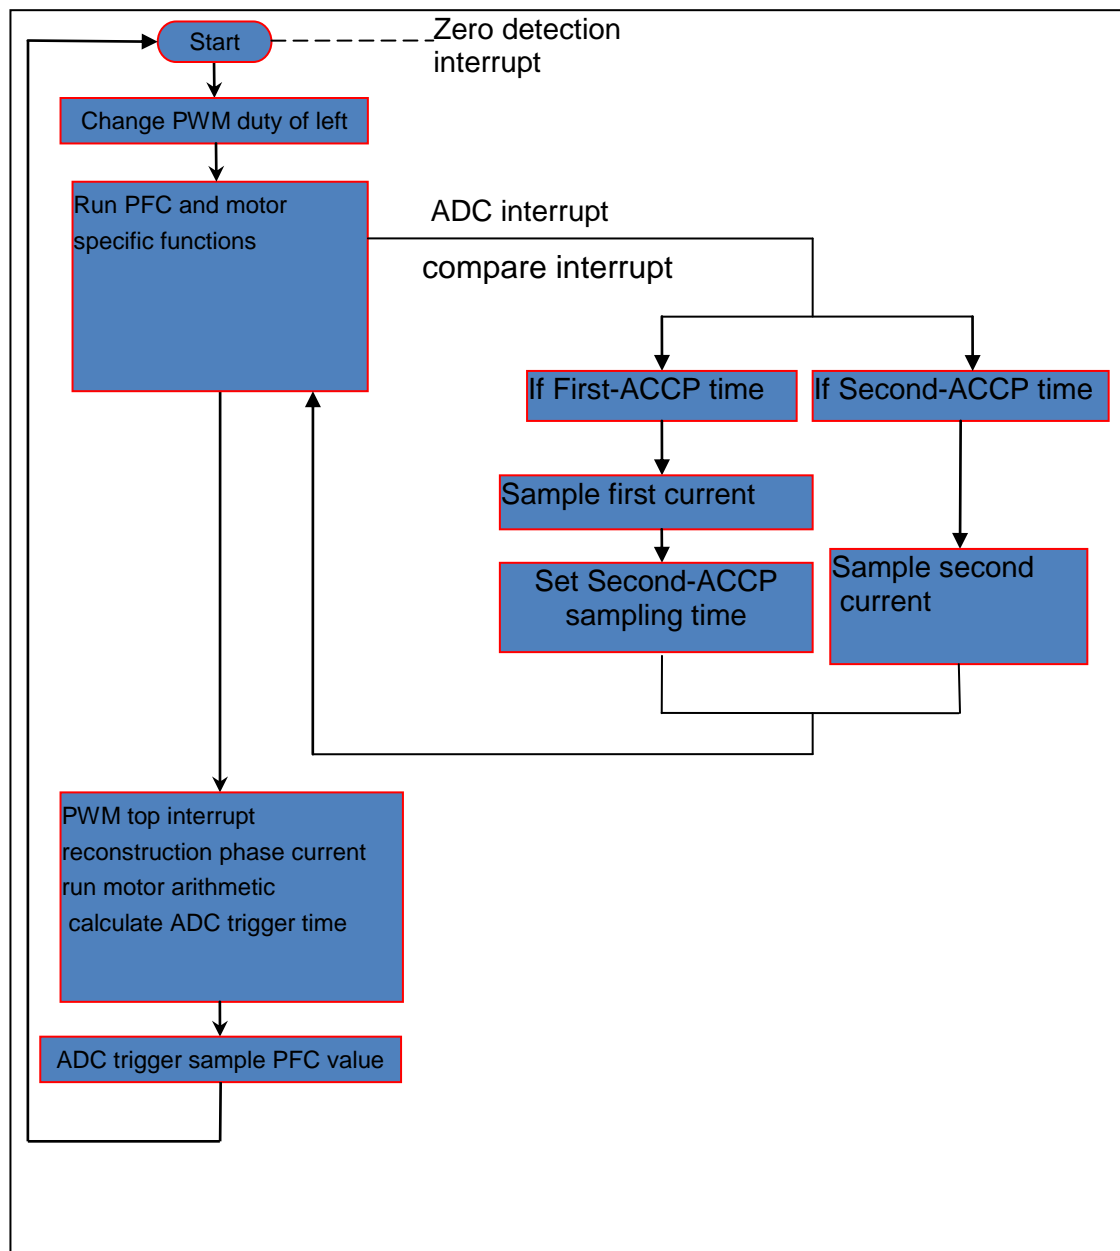 Start
Zero detection
interrupt
Change PWM duty of left
Run PFC and motor
specific functions
ADC interrupt
compare interrupt
If First-ACCP time
If Second-ACCP time
Sample first current
Set Second-ACCP
sampling time
Sample second
current
PWM top interrupt
reconstruction phase current
run motor arithmetic
calculate ADC trigger time
ADC trigger sample PFC value